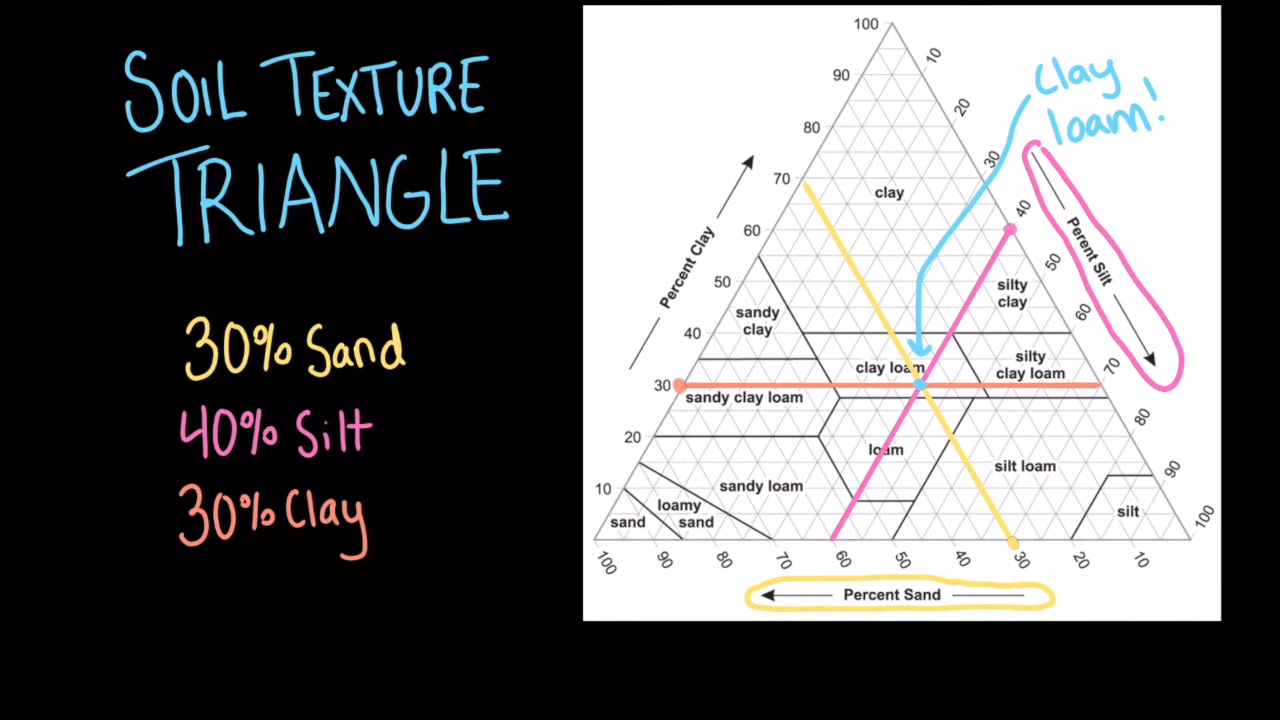 SOIL TEXTURE
TRIANGLE
30% Sand
40% Silt
30% Clay
Clay
loam!
100
90
80
70
60
50
40
30
20
10
Percent Clay
10
20
30
40
50
60
70
80
90
100
Perent Silt
clay
silty
clay
sandy
clay
clay loam
silty
clay loam
sandy clay loam
loam
silt loam
sandy loam
loamy
sand
sand
silt
100
90
80
70
60
50
40
30
20
10
Percent Sand